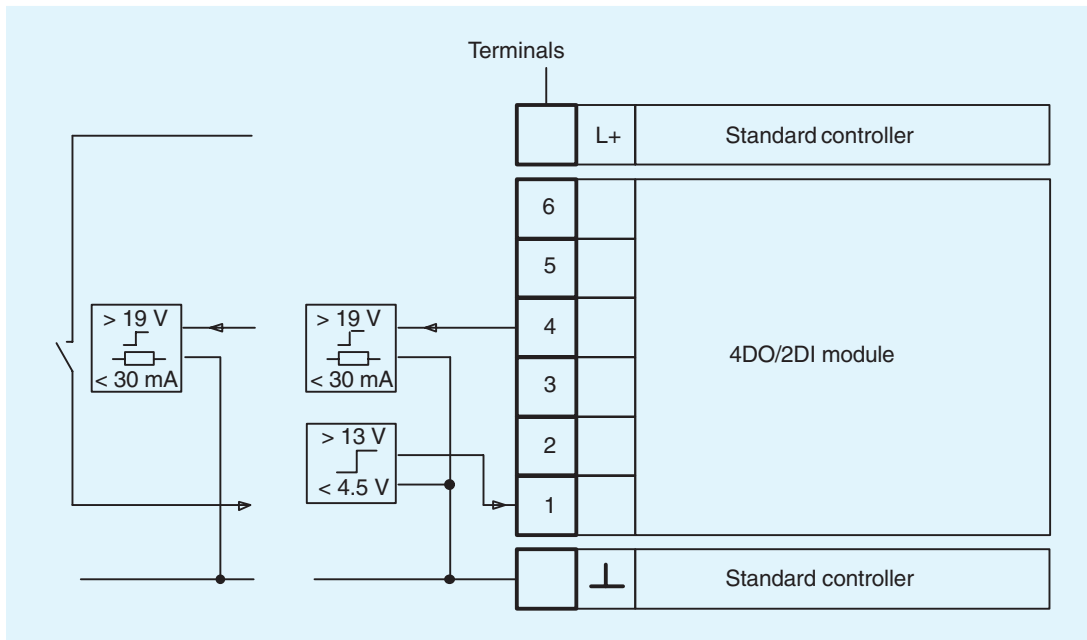 Terminals
L+ Standard controller
6
5
> 19 V > 19 V
4
4DO/2DI module
< 30 mA < 30 mA
3
> 13 V
2
< 4.5 V
1
Standard controller